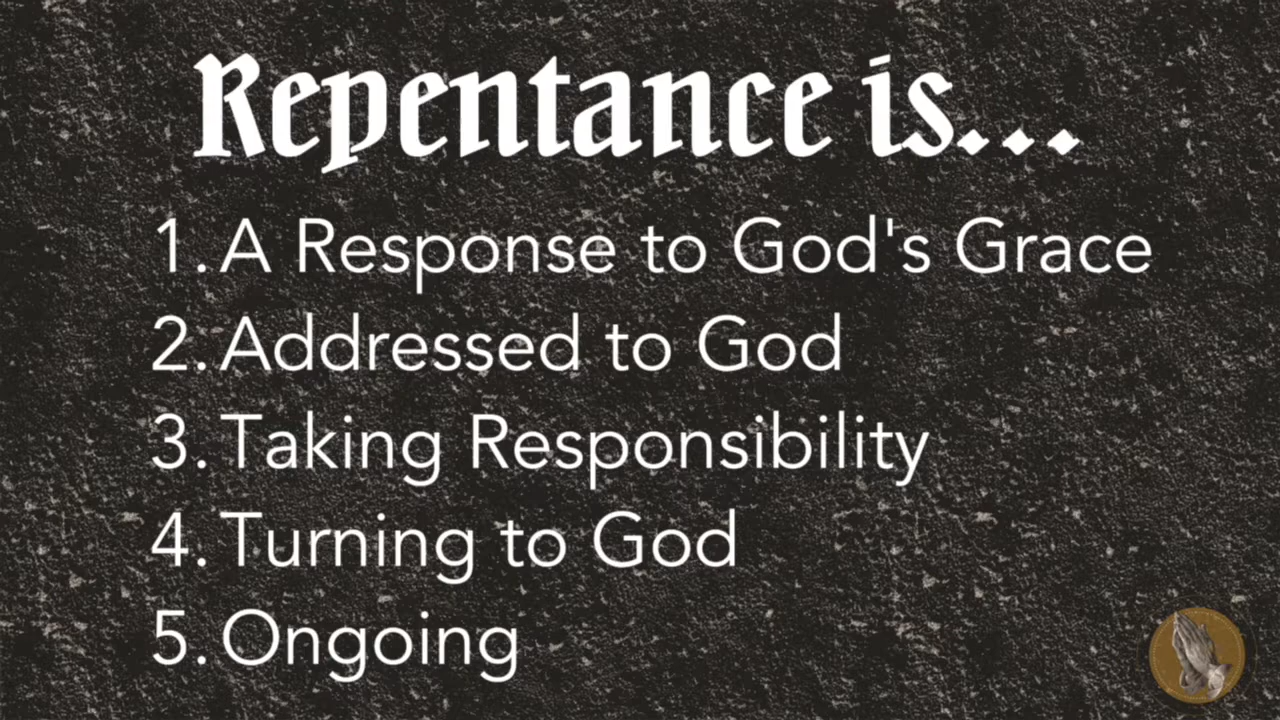 Repentance is...
1. A Response to God's Grace
2. Addressed to God
3. Taking Responsibility
4. Turning to God
5. Ongoing